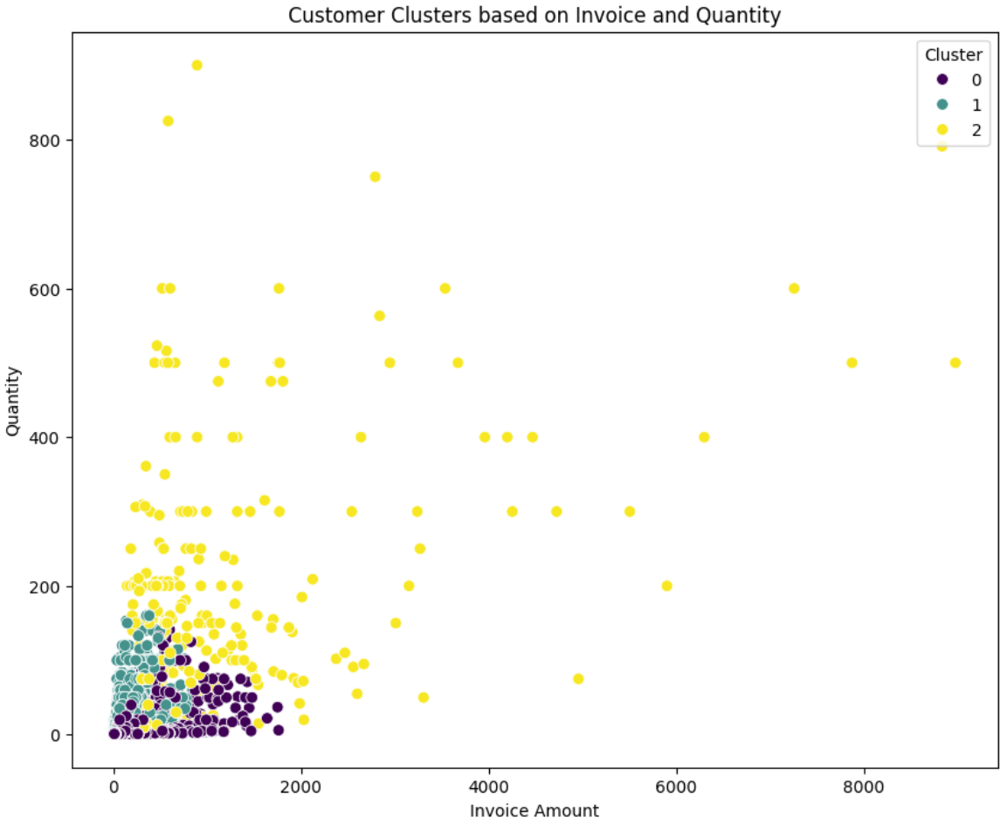 Customer Clusters based on Invoice and Quantity
Cluster
0
1
2
800
600
400
200
0
Quantity
0 2000 4000 6000 8000
Invoice Amount